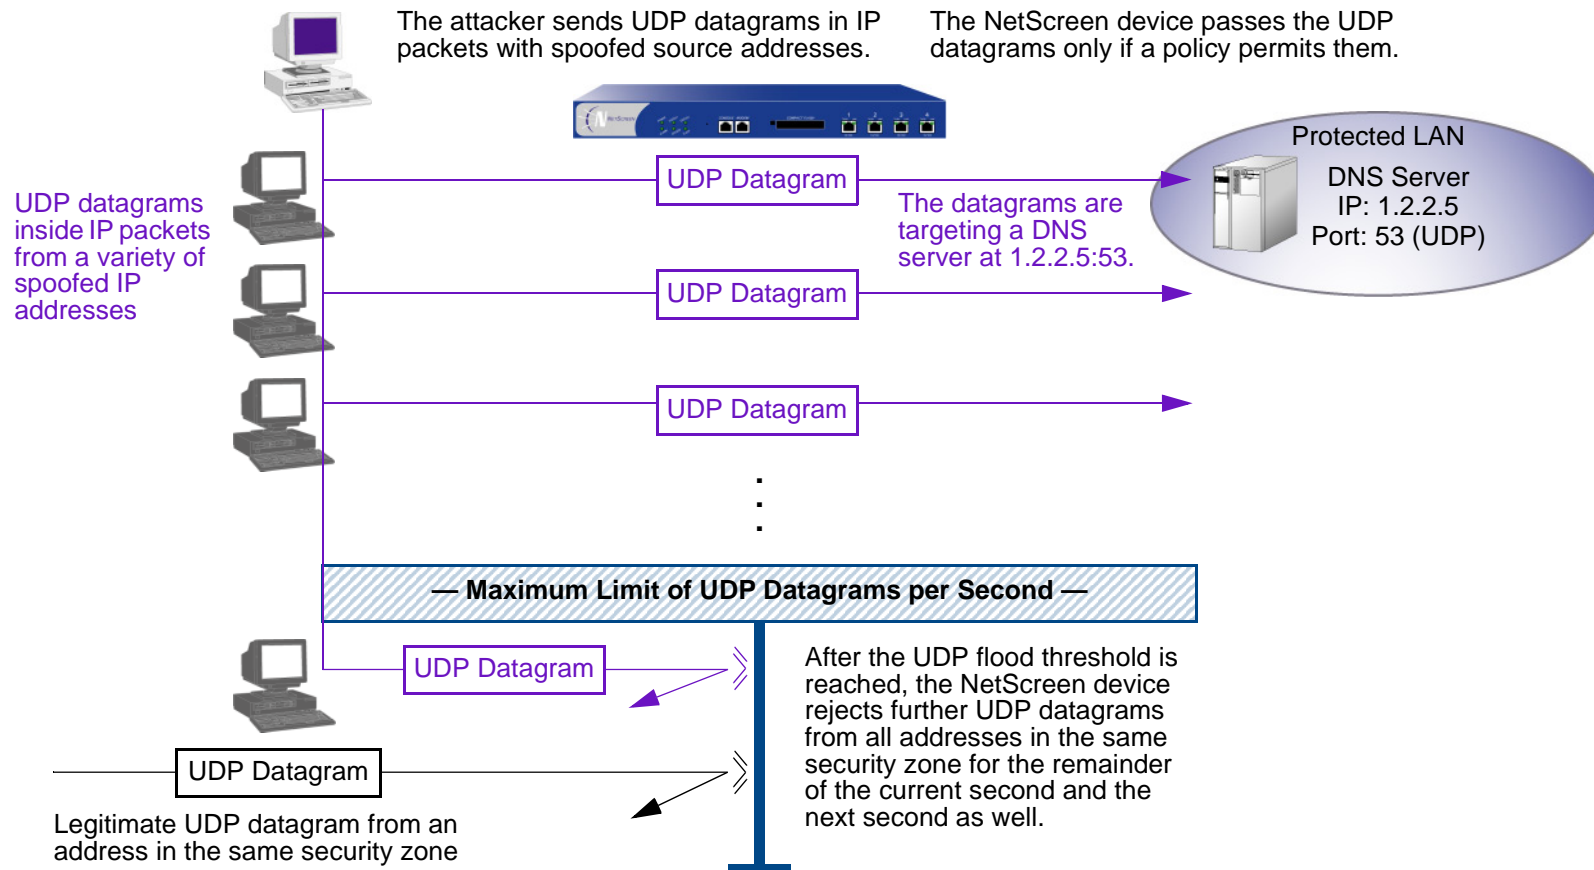 The attacker sends UDP datagrams in IP
packets with spoofed source addresses.
The NetScreen device passes the UDP
datagrams only if a policy permits them.
NETSCREEN
1 2 3 4
Protected LAN
DNS Server
IP: 1.2.2.5
Port: 53 (UDP)
UDP Datagram
UDP datagrams
inside IP packets
from a variety of
spoofed IP
addresses
The datagrams are
targeting a DNS
server at 1.2.2.5:53.
UDP Datagram
UDP Datagram
— Maximum Limit of UDP Datagrams per Second —
UDP Datagram
After the UDP flood threshold is
reached, the NetScreen device
rejects further UDP datagrams
from all addresses in the same
security zone for the remainder
of the current second and the
next second as well.
UDP Datagram
Legitimate UDP datagram from an
address in the same security zone